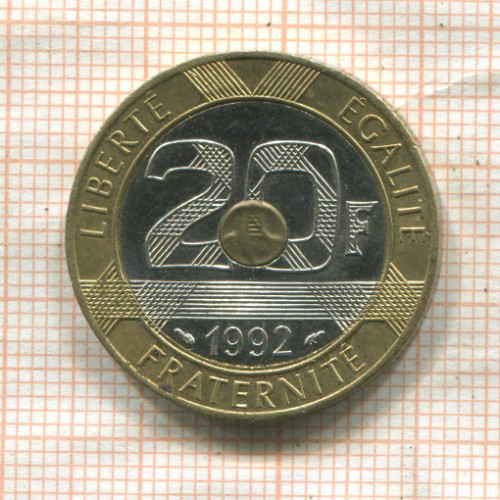 LIBERTÉ
ÉGALITÉ
20F
1992
FRATERNITÉ